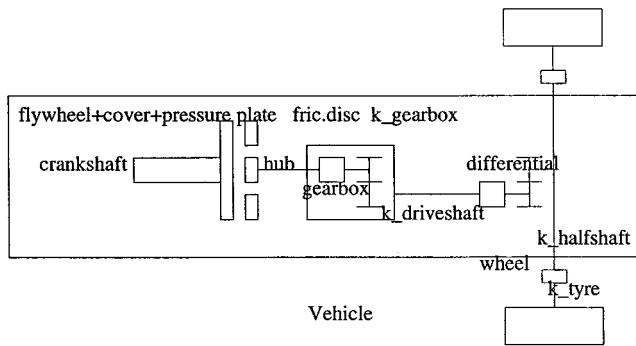 flywheel+cover+pressure plate fric.disc k_gearbox
crankshaft hub differential
gearbox
k_driveshaft
k_halfshaft
wheel
k_tyre
Vehicle